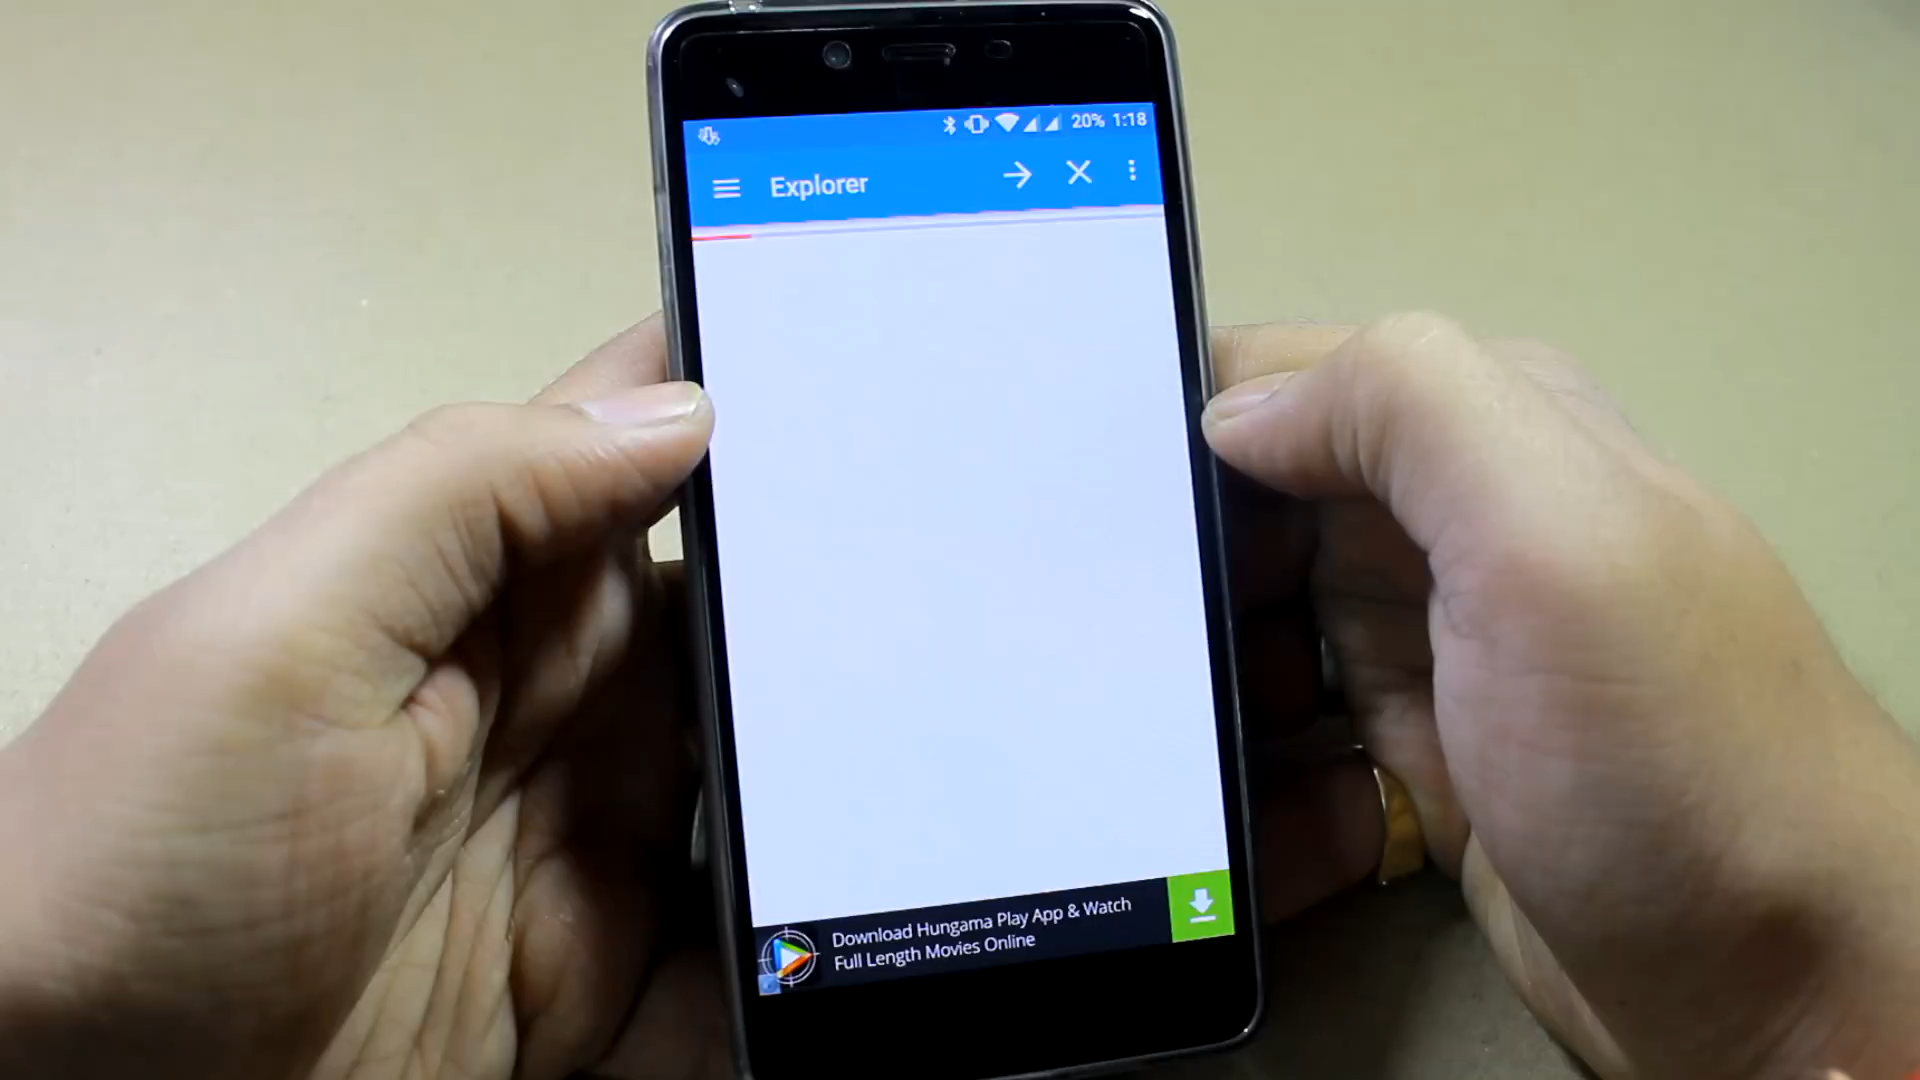 20% 1:18
Explorer
Download Hungama Play App & Watch
Full Length Movies Online